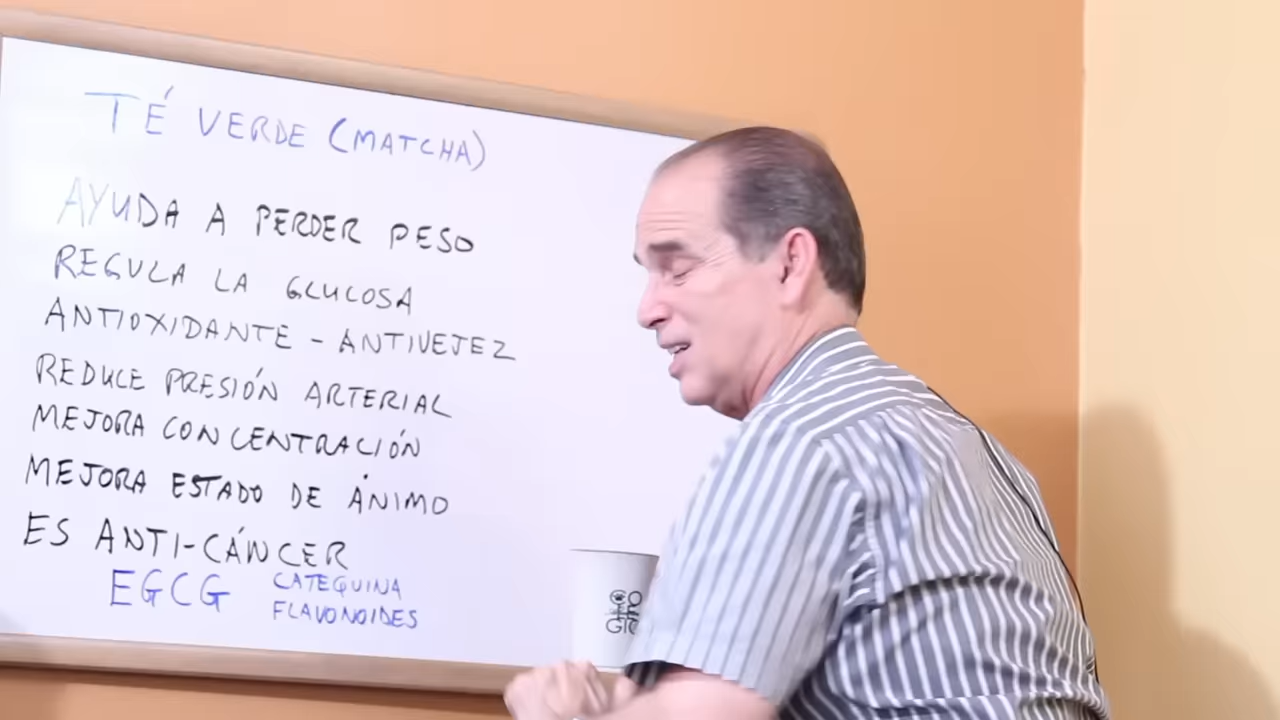 TÉ VERDE (MATCHA)
AYUDA A PERDER PESO
REGULA LA GLUCOSA
ANTIOXIDANTE - ANTIVEJEZ
REDUCE PRESIÓN ARTERIAL
MEJORA CONCENTRACIÓN
MEJORA ESTADO DE ÁNIMO
ES ANTI-CÁNCER
EGCG CATEQUINA
FLAVONOIDES